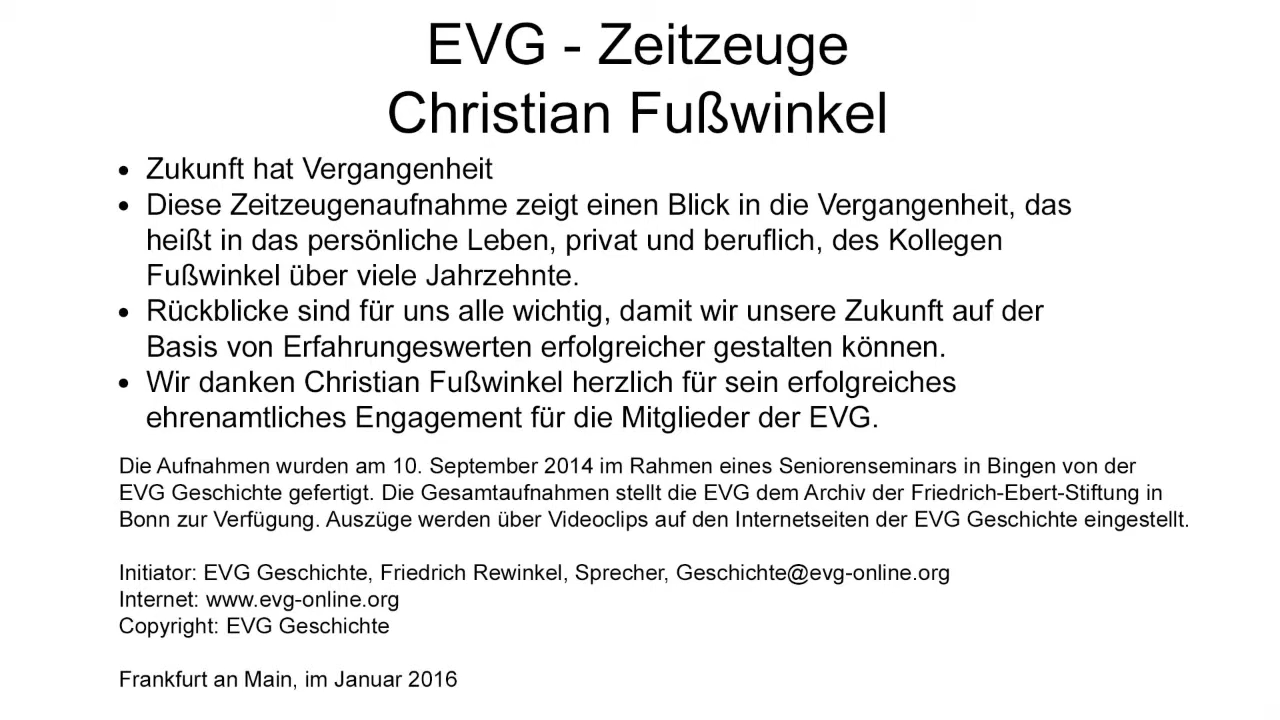 EVG - Zeitzeuge
Christian Fußwinkel
• Zukunft hat Vergangenheit
• Diese Zeitzeugenaufnahme zeigt einen Blick in die Vergangenheit, das
heißt in das persönliche Leben, privat und beruflich, des Kollegen
Fußwinkel über viele Jahrzehnte.
• Rückblicke sind für uns alle wichtig, damit wir unsere Zukunft auf der
Basis von Erfahrungeswerten erfolgreicher gestalten können.
• Wir danken Christian Fußwinkel herzlich für sein erfolgreiches
ehrenamtliches Engagement für die Mitglieder der EVG.
Die Aufnahmen wurden am 10. September 2014 im Rahmen eines Seniorenseminars in Bingen von der
EVG Geschichte gefertigt. Die Gesamtaufnahmen stellt die EVG dem Archiv der Friedrich-Ebert-Stiftung in
Bonn zur Verfügung. Auszüge werden über Videoclips auf den Internetseiten der EVG Geschichte eingestellt.
Initiator: EVG Geschichte, Friedrich Rewinkel, Sprecher, Geschichte@evg-online.org
Internet: www.evg-online.org
Copyright: EVG Geschichte
Frankfurt an Main, im Januar 2016